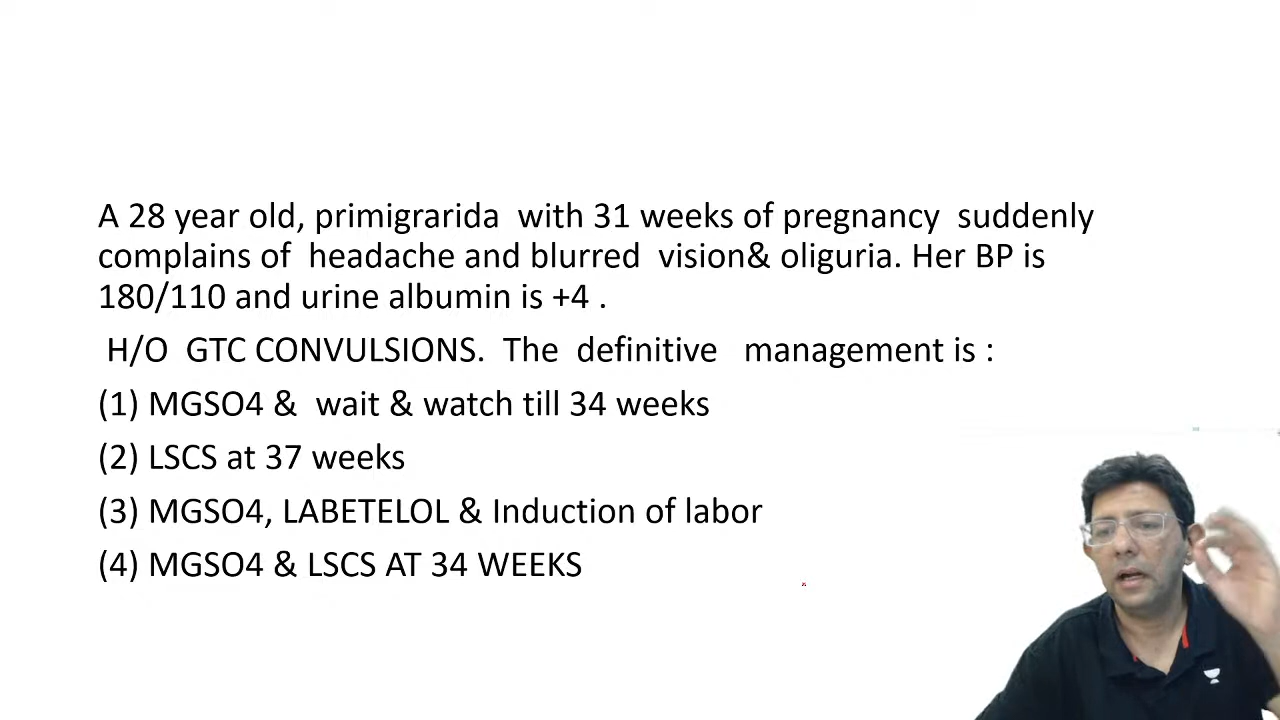 A 28 year old, primigrarida with 31 weeks of pregnancy suddenly
complains of headache and blurred vision& oliguria. Her BP is
180/110 and urine albumin is +4 .
H/O GTC CONVULSIONS. The definitive management is :
(1) MGSO4 & wait & watch till 34 weeks
(2) LSCS at 37 weeks
(3) MGSO4, LABETELOL & Induction of labor
(4) MGSO4 & LSCS AT 34 WEEKS